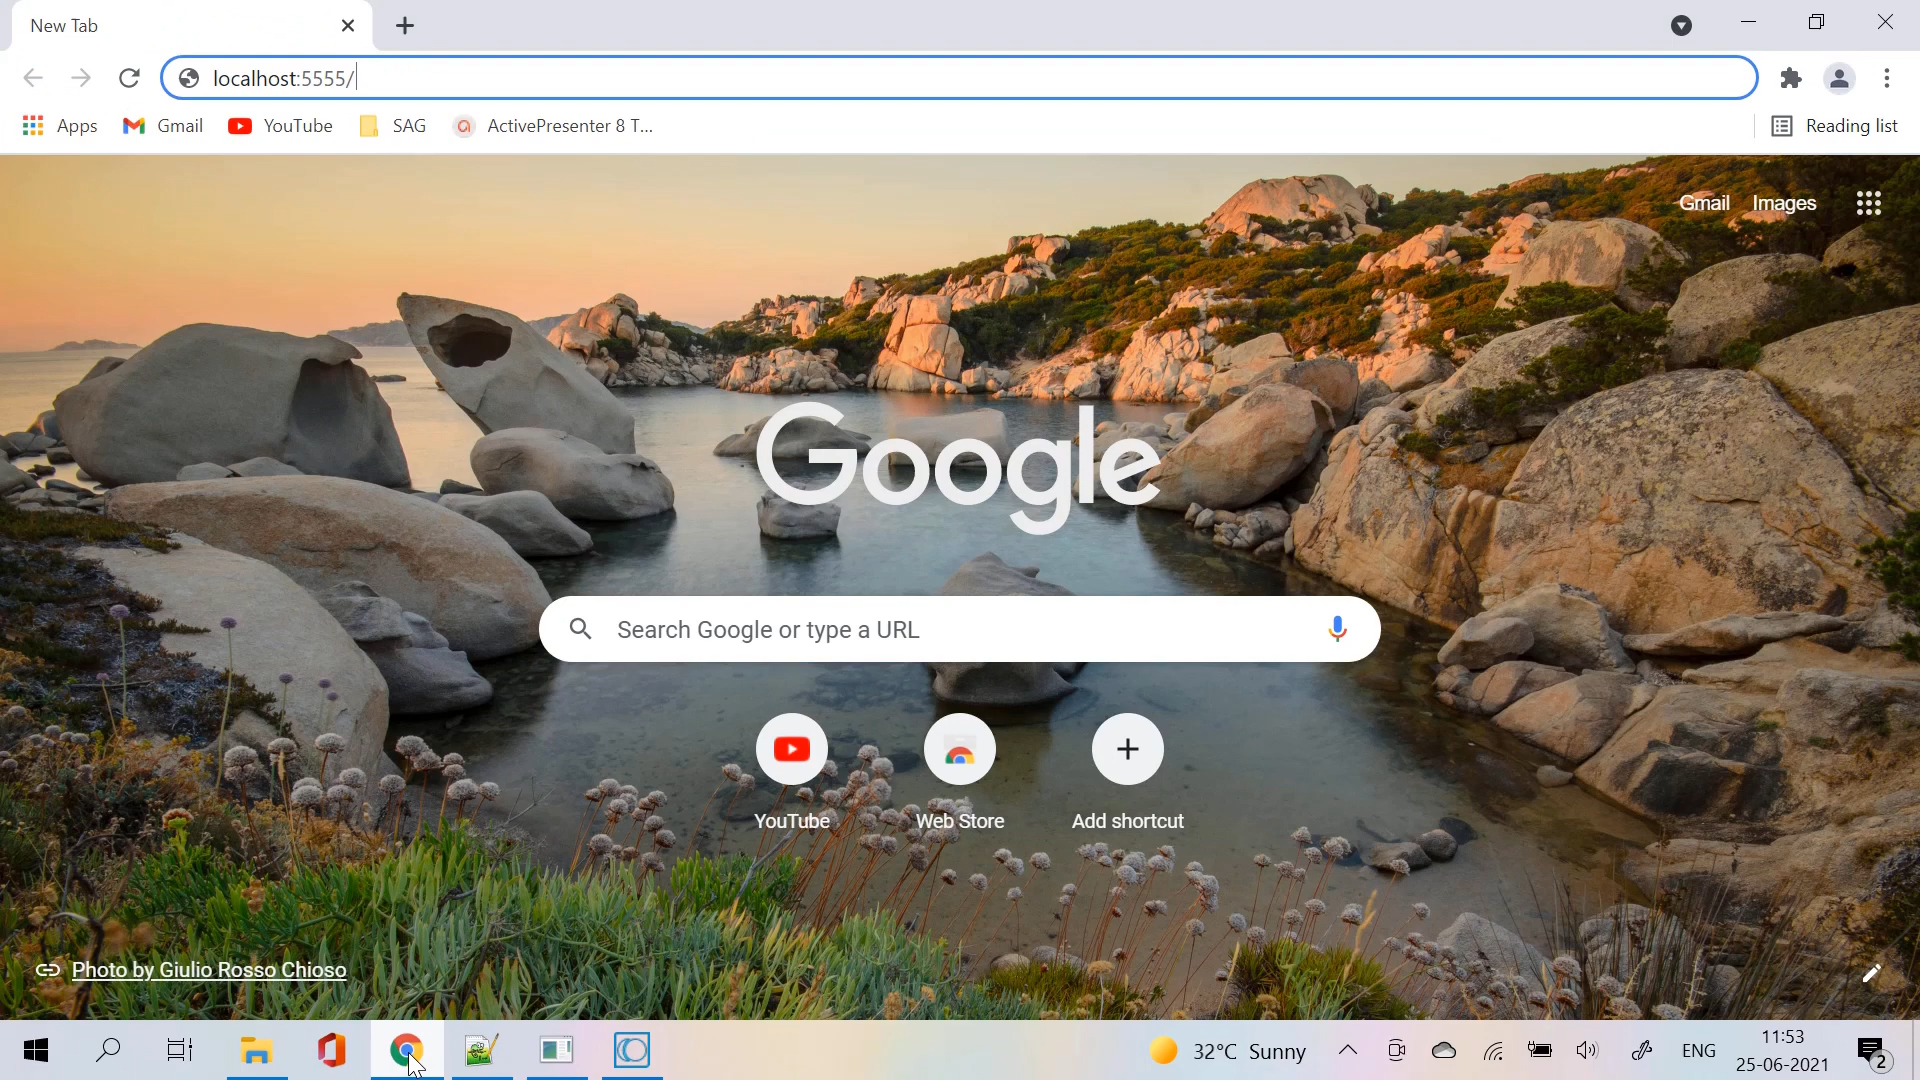 New Tab
localhost:5555/
Apps Gmail YouTube SAG ActivePresenter 8 T... Reading list
Gmail Images
Google
Search Google or type a URL
YouTube Web Store Add shortcut
Photo by Giulio Rosso Chioso
32°C Sunny ENG 11:53
25-06-2021 2